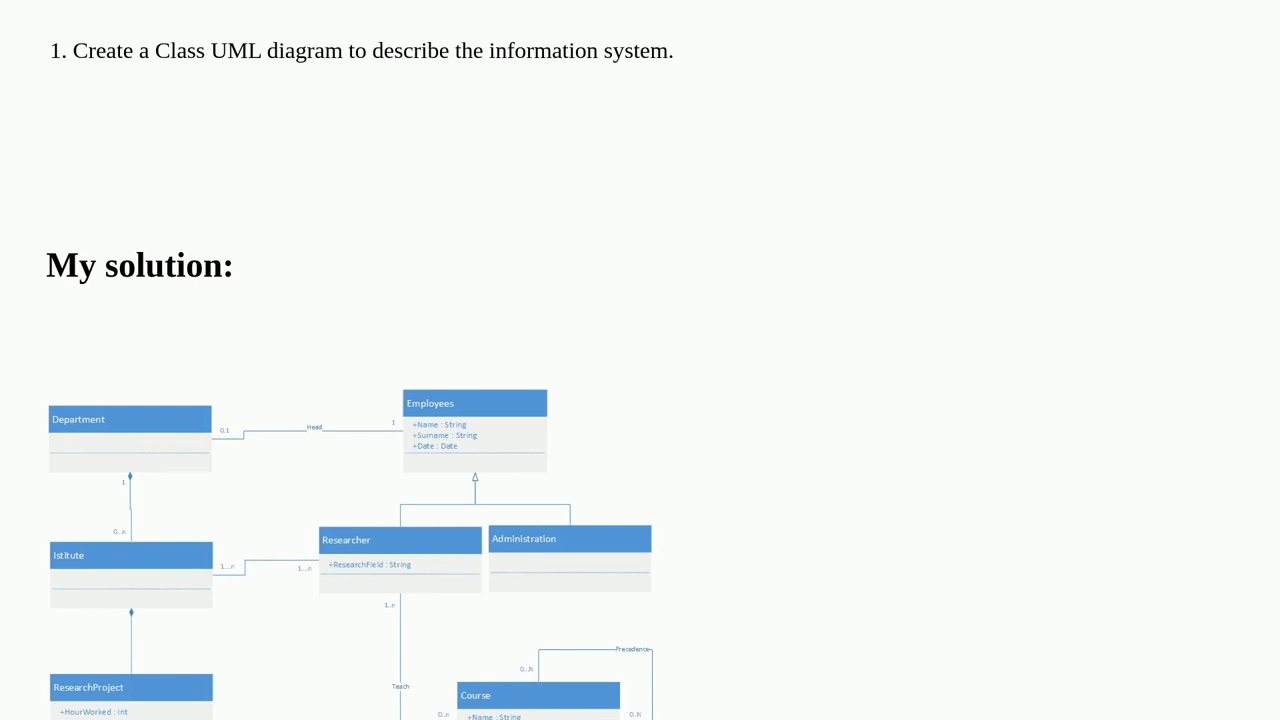 1. Create a Class UML diagram to describe the information system.
My solution:
Employees
Department
+Name : String
+Surname : String
+Date : Date
0.1
Head
1
1
0...n
Researcher
Administration
Istitute
+ResearchField : String
1....n
1....n
1..n
Precedence
0...N
ResearchProject
Teach
Course
+HourWorked : Int
0..n
+Name : String
0..N